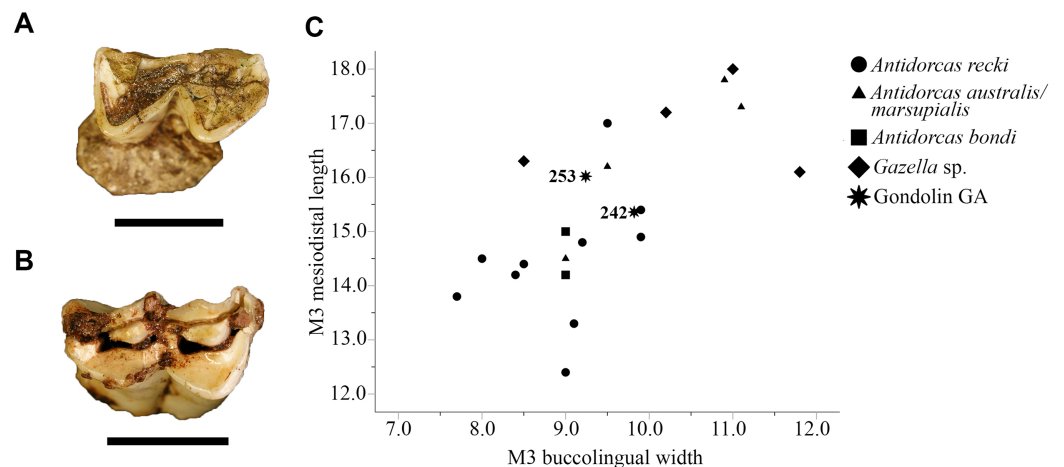 A
B
C
18.0
17.0
16.0
15.0
14.0
13.0
12.0
M3 mesiodistal length
253
242
7.0 8.0 9.0 10.0 11.0 12.0
M3 buccolingual width
Antidorcas recki
Antidorcas australis/
marsupialis
Antidorcas bondi
Gazella sp.
Gondolin GA